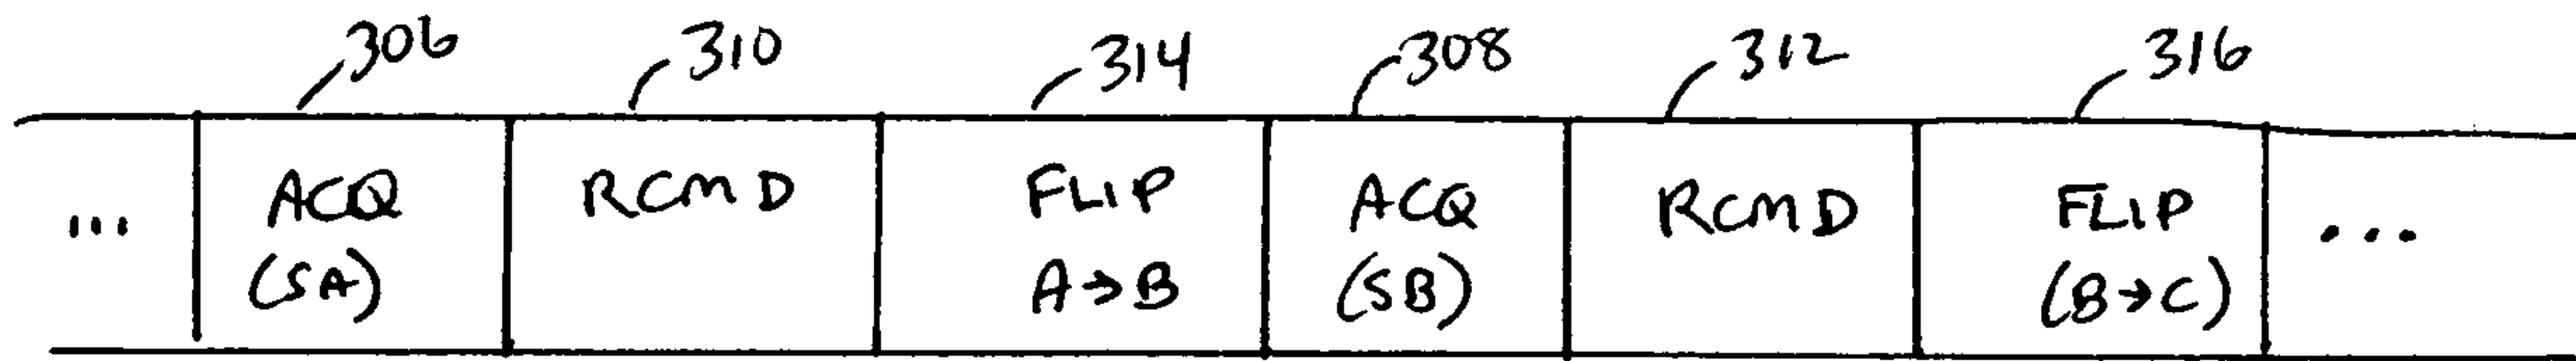 306 310 314 308 312 316
... ACQ RCMD FLIP ACQ RCMD FLIP ...
(SA) A→B (SB) (B→C)